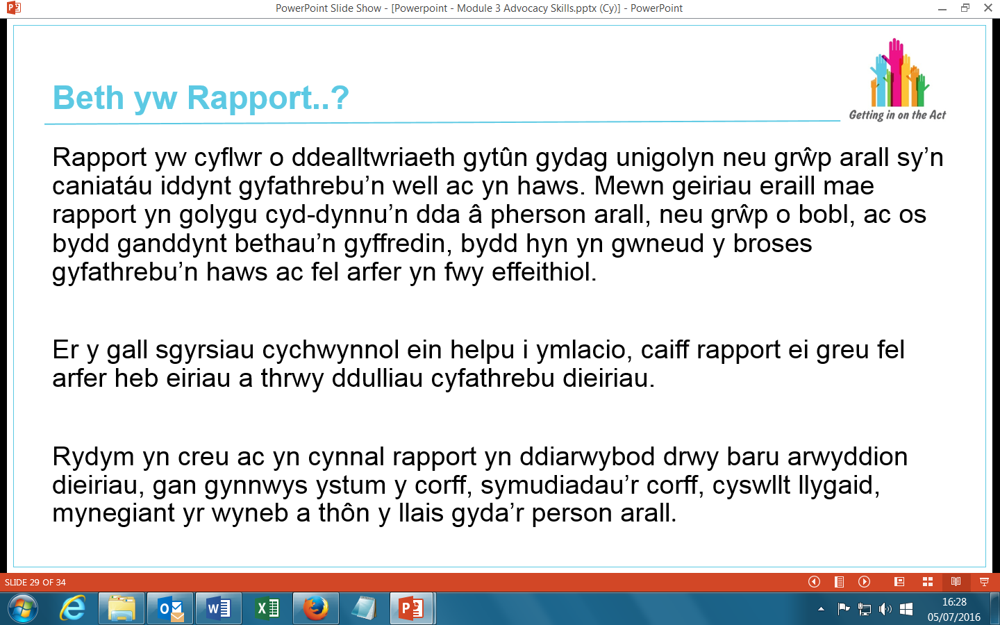 PowerPoint Slide Show - [Powerpoint - Module 3 Advocacy Skills.pptx (Cy)] - PowerPoint
Beth yw Rapport..?
Getting in on the Act
Rapport yw cyflwr o ddealltwriaeth gytûn gydag unigolyn neu grŵp arall sy’n
caniatáu iddynt gyfathrebu’n well ac yn haws. Mewn geiriau eraill mae
rapport yn golygu cyd-dynnu’n dda â pherson arall, neu grŵp o bobl, ac os
bydd ganddynt bethau’n gyffredin, bydd hyn yn gwneud y broses
gyfathrebu’n haws ac fel arfer yn fwy effeithiol.
Er y gall sgyrsiau cychwynnol ein helpu i ymlacio, caiff rapport ei greu fel
arfer heb eiriau a thrwy ddulliau cyfathrebu dieiriau.
Rydym yn creu ac yn cynnal rapport yn ddiarwybod drwy baru arwyddion
dieiriau, gan gynnwys ystum y corff, symudiadau’r corff, cyswllt llygaid,
mynegiant yr wyneb a thôn y llais gyda’r person arall.
SLIDE 29 OF 34
16:28
05/07/2016